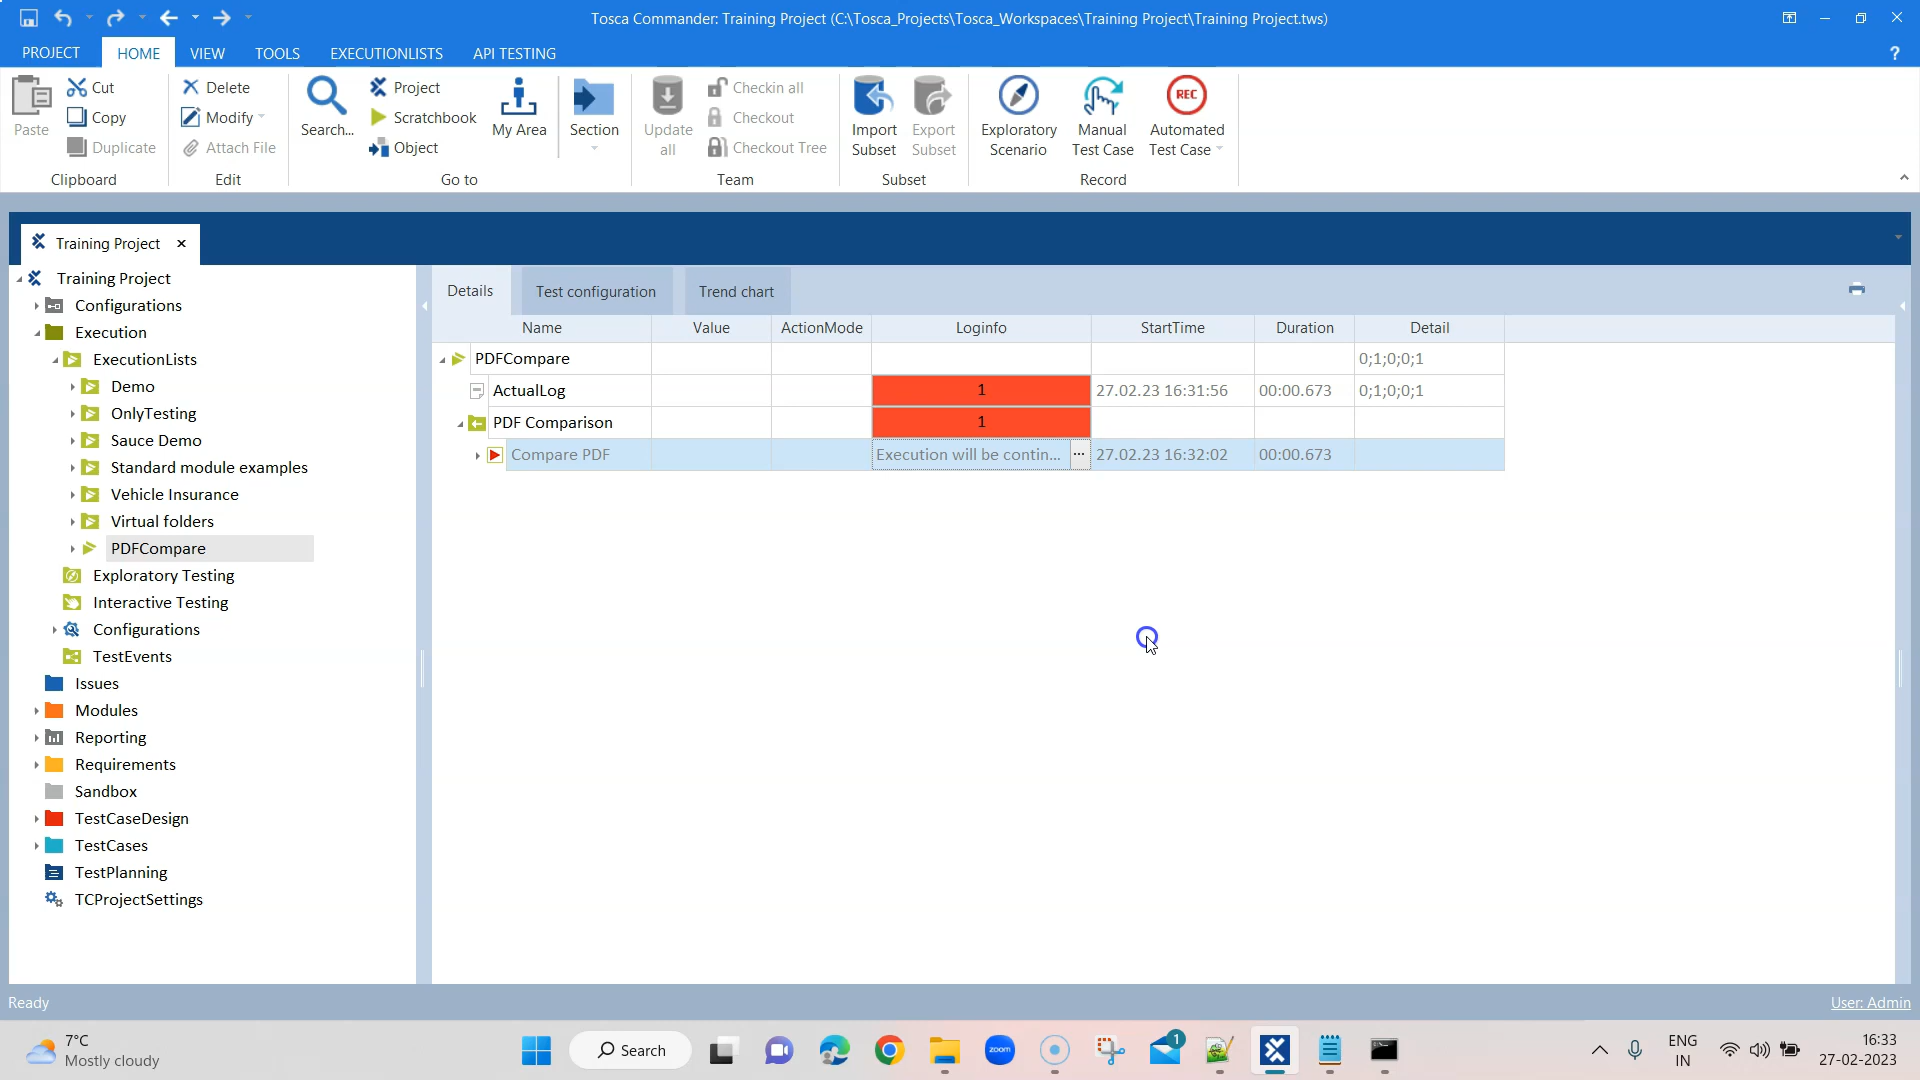 Tosca Commander: Training Project (C:\Tosca_Projects\Tosca_Workspaces\Training Project\Training Project.tws)
PROJECT HOME VIEW TOOLS EXECUTIONLISTS API TESTING ?
Paste Cut Copy Duplicate
Clipboard
Delete Modify Attach File
Edit
Search... Project Scratchbook Object My Area Section
Go to
Update all Checkin all Checkout Checkout Tree
Team
Import Subset Export Subset
Subset
Exploratory Scenario Manual Test Case REC Automated Test Case
Record
Training Project
Training Project
Configurations
Execution
ExecutionLists
Demo
OnlyTesting
Sauce Demo
Standard module examples
Vehicle Insurance
Virtual folders
PDFCompare
Exploratory Testing
Interactive Testing
Configurations
TestEvents
Issues
Modules
Reporting
Requirements
Sandbox
TestCaseDesign
TestCases
TestPlanning
TCProjectSettings
Details Test configuration Trend chart
Name Value ActionMode Loginfo StartTime Duration Detail
PDFCompare 0;1;0;0;1
ActualLog 1 27.02.23 16:31:56 00:00.673 0;1;0;0;1
PDF Comparison 1
Compare PDF Execution will be contin... ... 27.02.23 16:32:02 00:00.673
Ready User: Admin
7°C
Mostly cloudy
Search
zoom
1
ENG
IN
16:33
27-02-2023